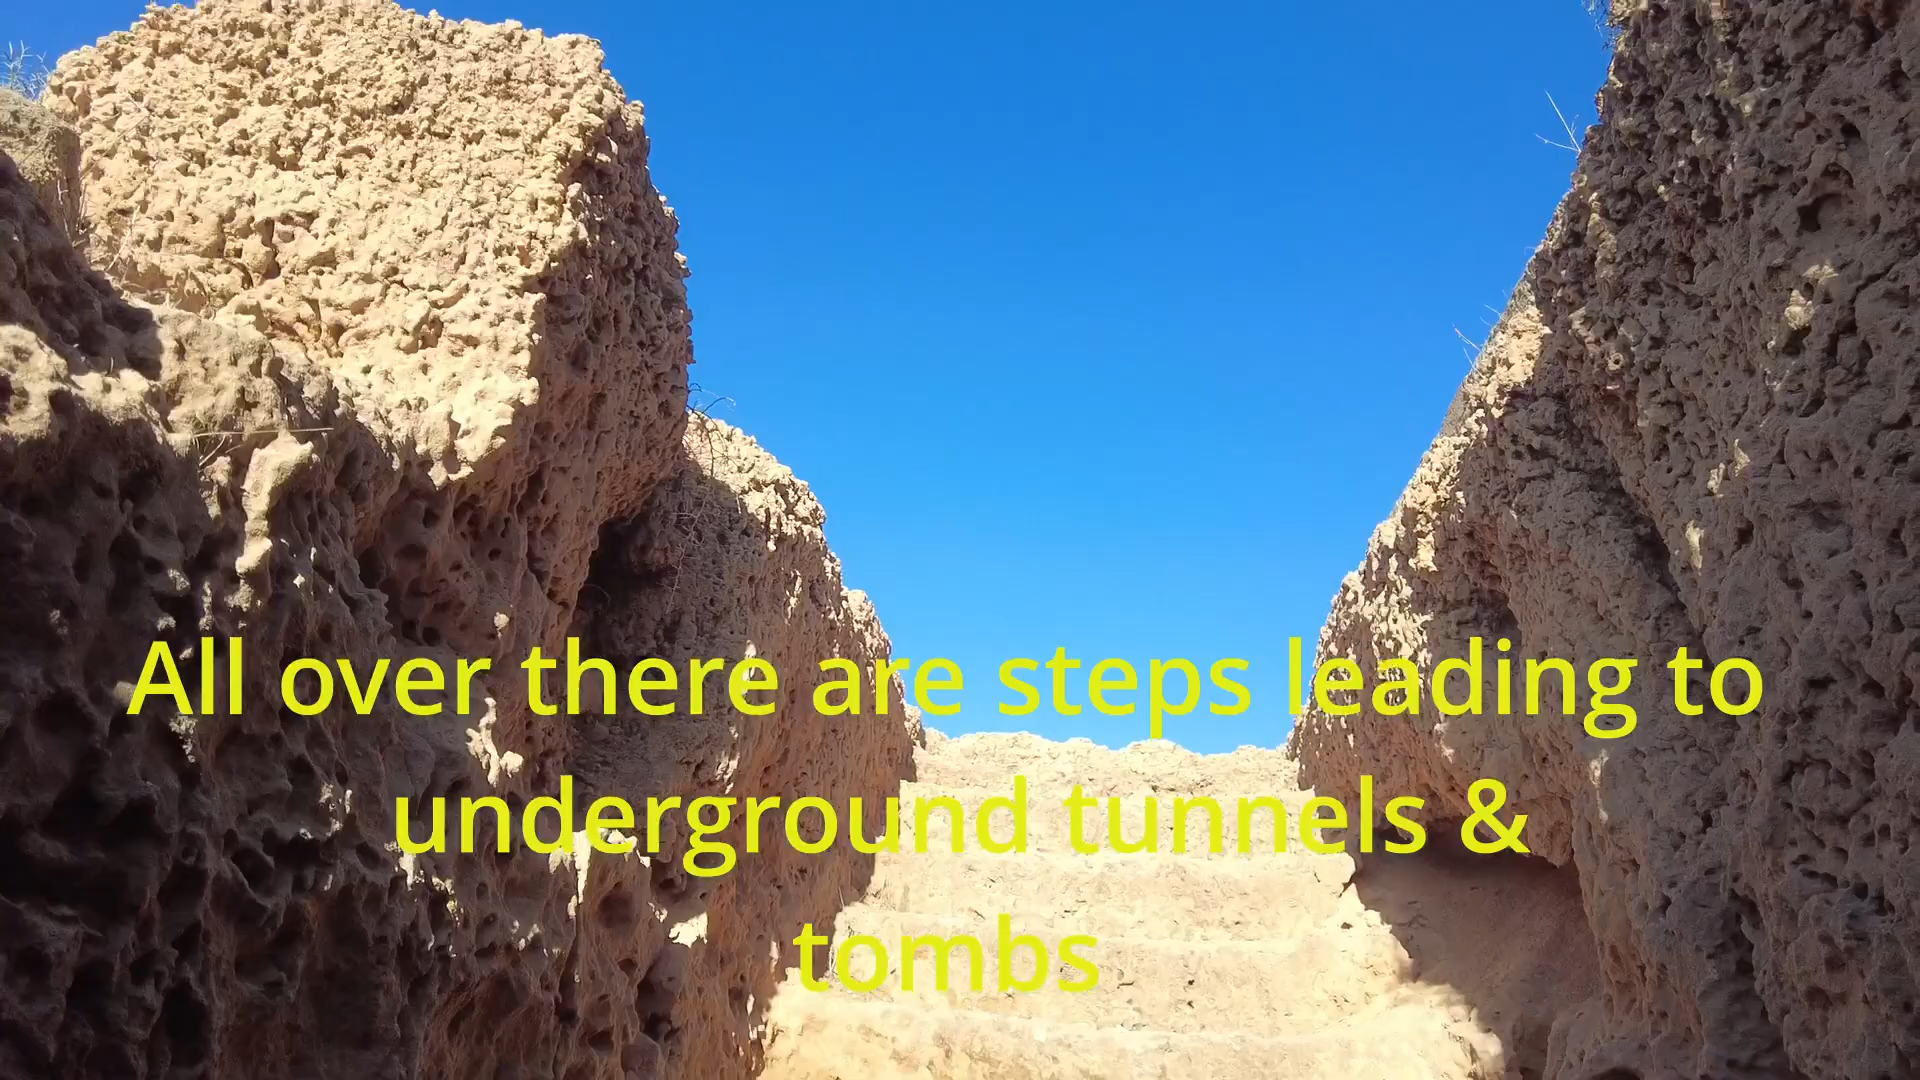 All over there are steps leading to
underground tunnels &
tombs